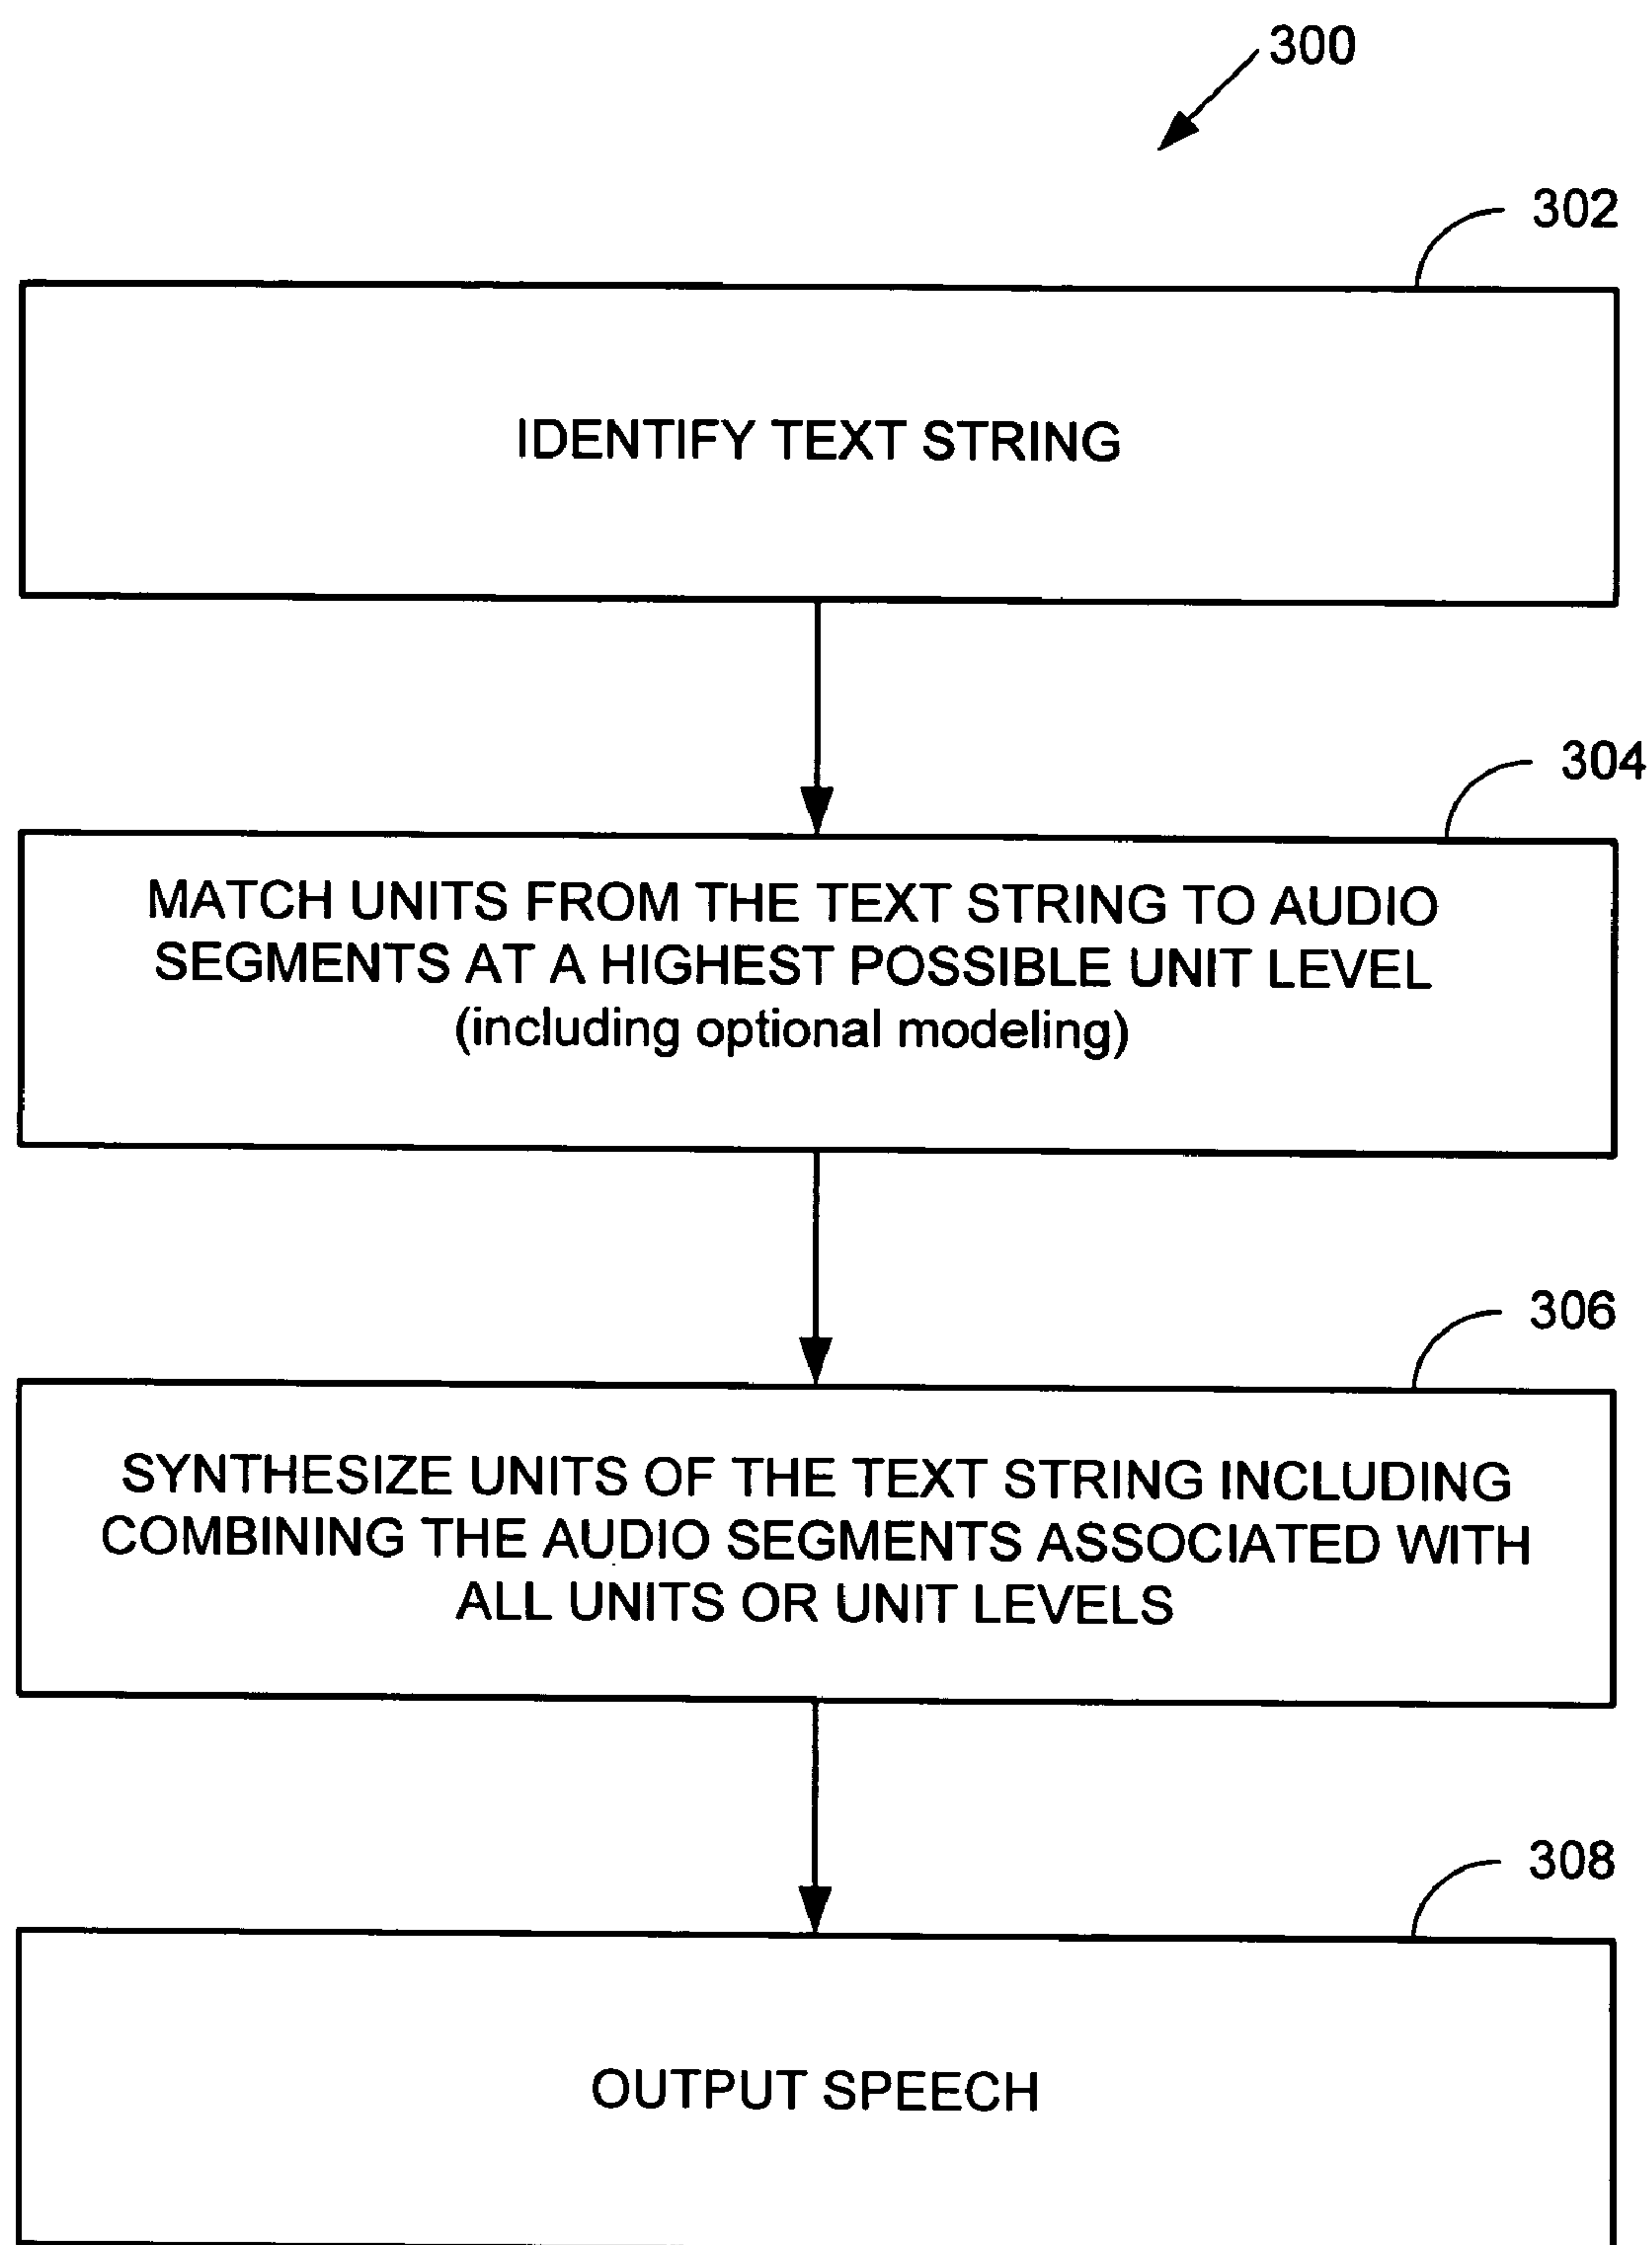 300
302
IDENTIFY TEXT STRING
304
MATCH UNITS FROM THE TEXT STRING TO AUDIO
SEGMENTS AT A HIGHEST POSSIBLE UNIT LEVEL
(including optional modeling)
306
SYNTHESIZE UNITS OF THE TEXT STRING INCLUDING
COMBINING THE AUDIO SEGMENTS ASSOCIATED WITH
ALL UNITS OR UNIT LEVELS
308
OUTPUT SPEECH